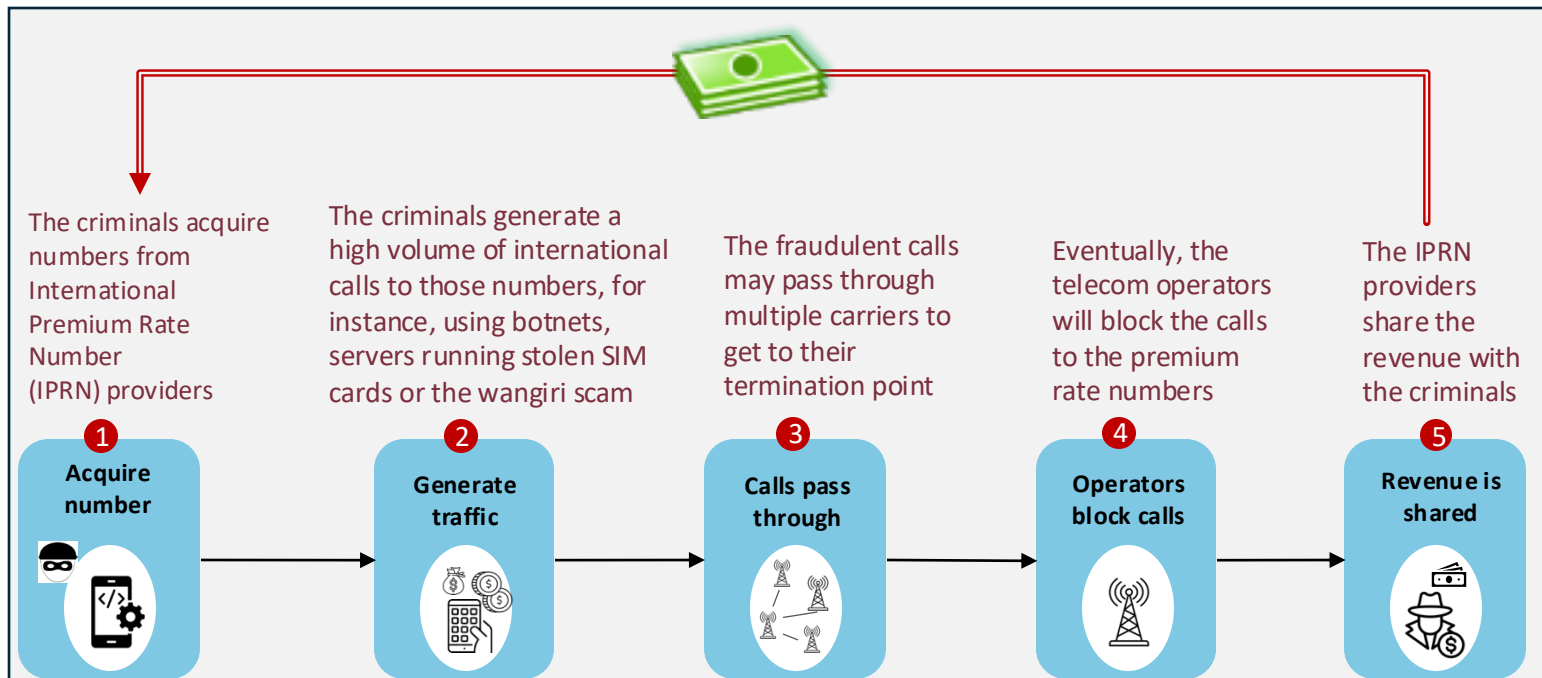 The criminals acquire
numbers from
International
Premium Rate
Number
(IPRN) providers
The criminals generate a
high volume of international
calls to those numbers, for
instance, using botnets,
servers running stolen SIM
cards or the wangiri scam
The fraudulent calls
may pass through
multiple carriers to
get to their
termination point
Eventually, the
telecom operators
will block the calls
to the premium
rate numbers
The IPRN
providers
share the
revenue with
the criminals
1
Acquire
number
</>
2
Generate
traffic
$
$
$
3
Calls pass
through
4
Operators
block calls
5
Revenue is
shared
$